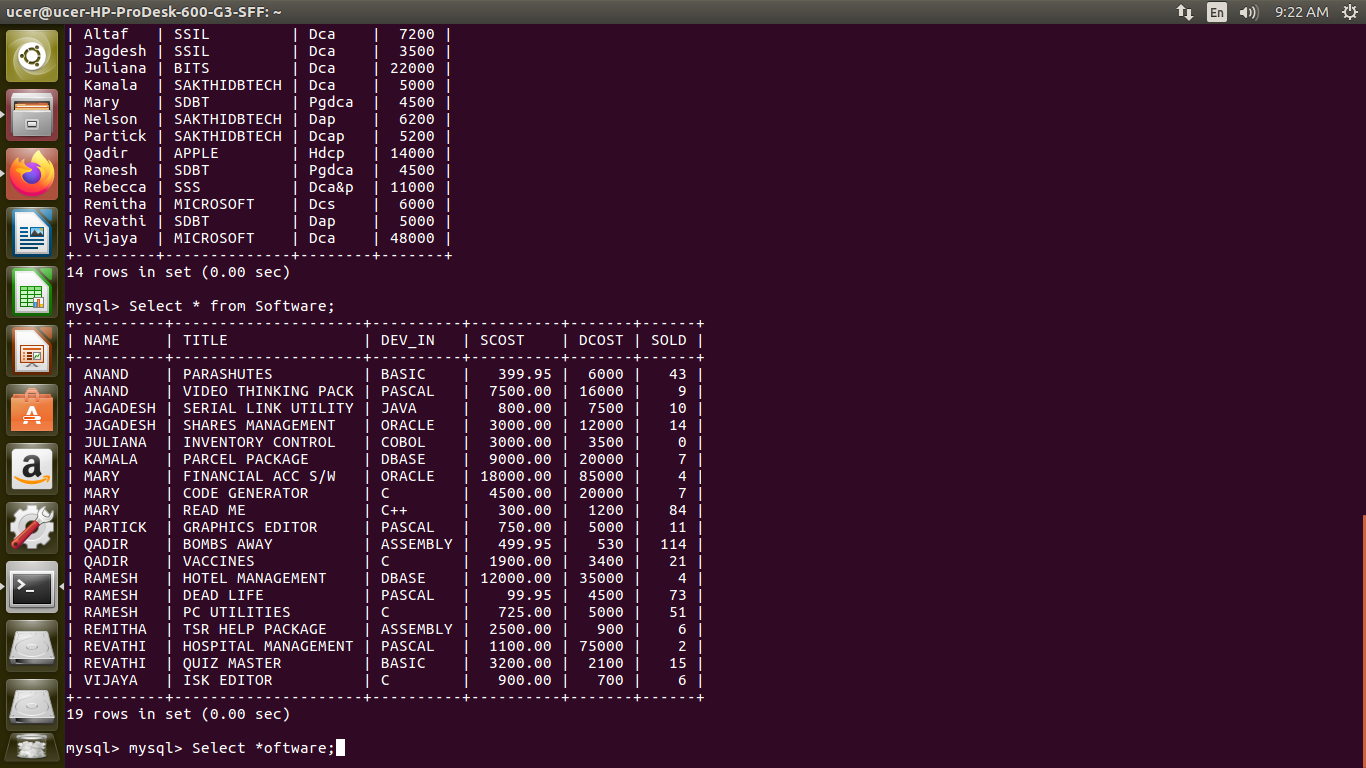 ucer@ucer-HP-ProDesk-600-G3-SFF: ~ En 9:22 AM
| Altaf   | SSIL         | Dca    |  7200 |
| Jagdesh | SSIL         | Dca    |  3500 |
| Juliana | BITS         | Dca    | 22000 |
| Kamala  | SAKTHIDBTECH | Dca    |  5000 |
| Mary    | SDBT         | Pgdca  |  4500 |
| Nelson  | SAKTHIDBTECH | Dap    |  6200 |
| Partick | SAKTHIDBTECH | Dcap   |  5200 |
| Qadir   | APPLE        | Hdcp   | 14000 |
| Ramesh  | SDBT         | Pgdca  |  4500 |
| Rebecca | SSS          | Dca&p  | 11000 |
| Remitha | MICROSOFT    | Dcs    |  6000 |
| Revathi | SDBT         | Dap    |  5000 |
| Vijaya  | MICROSOFT    | Dca    | 48000 |
+---------+--------------+--------+-------+
14 rows in set (0.00 sec)
mysql> Select * from Software;
+----------+---------------------+----------+----------+-------+------+
| NAME     | TITLE               | DEV_IN   | SCOST    | DCOST | SOLD |
+----------+---------------------+----------+----------+-------+------+
| ANAND    | PARASHUTES          | BASIC    |   399.95 |  6000 |   43 |
| ANAND    | VIDEO THINKING PACK | PASCAL   |  7500.00 | 16000 |    9 |
| JAGADESH | SERIAL LINK UTILITY | JAVA     |   800.00 |  7500 |   10 |
| JAGADESH | SHARES MANAGEMENT   | ORACLE   |  3000.00 | 12000 |   14 |
| JULIANA  | INVENTORY CONTROL   | COBOL    |  3000.00 |  3500 |    0 |
| KAMALA   | PARCEL PACKAGE      | DBASE    |  9000.00 | 20000 |    7 |
| MARY     | FINANCIAL ACC S/W   | ORACLE   | 18000.00 | 85000 |    4 |
| MARY     | CODE GENERATOR      | C        |  4500.00 | 20000 |    7 |
| MARY     | READ ME             | C++      |   300.00 |  1200 |   84 |
| PARTICK  | GRAPHICS EDITOR     | PASCAL   |   750.00 |  5000 |   11 |
| QADIR    | BOMBS AWAY          | ASSEMBLY |   499.95 |   530 |  114 |
| QADIR    | VACCINES            | C        |  1900.00 |  3400 |   21 |
| RAMESH   | HOTEL MANAGEMENT    | DBASE    | 12000.00 | 35000 |    4 |
| RAMESH   | DEAD LIFE           | PASCAL   |    99.95 |  4500 |   73 |
| RAMESH   | PC UTILITIES        | C        |   725.00 |  5000 |   51 |
| REMITHA  | TSR HELP PACKAGE    | ASSEMBLY |  2500.00 |   900 |    6 |
| REVATHI  | HOSPITAL MANAGEMENT | PASCAL   |  1100.00 | 75000 |    2 |
| REVATHI  | QUIZ MASTER         | BASIC    |  3200.00 |  2100 |   15 |
| VIJAYA   | ISK EDITOR          | C        |   900.00 |   700 |    6 |
+----------+---------------------+----------+----------+-------+------+
19 rows in set (0.00 sec)
mysql> mysql> Select *oftware;